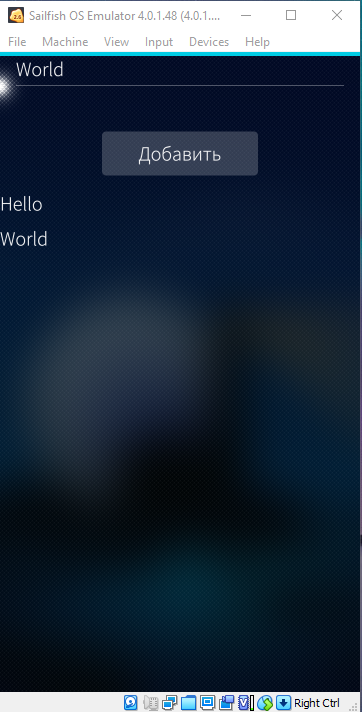 Sailfish OS Emulator 4.0.1.48 (4.0.1....
File Machine View Input Devices Help
World
Добавить
Hello
World
Right Ctrl